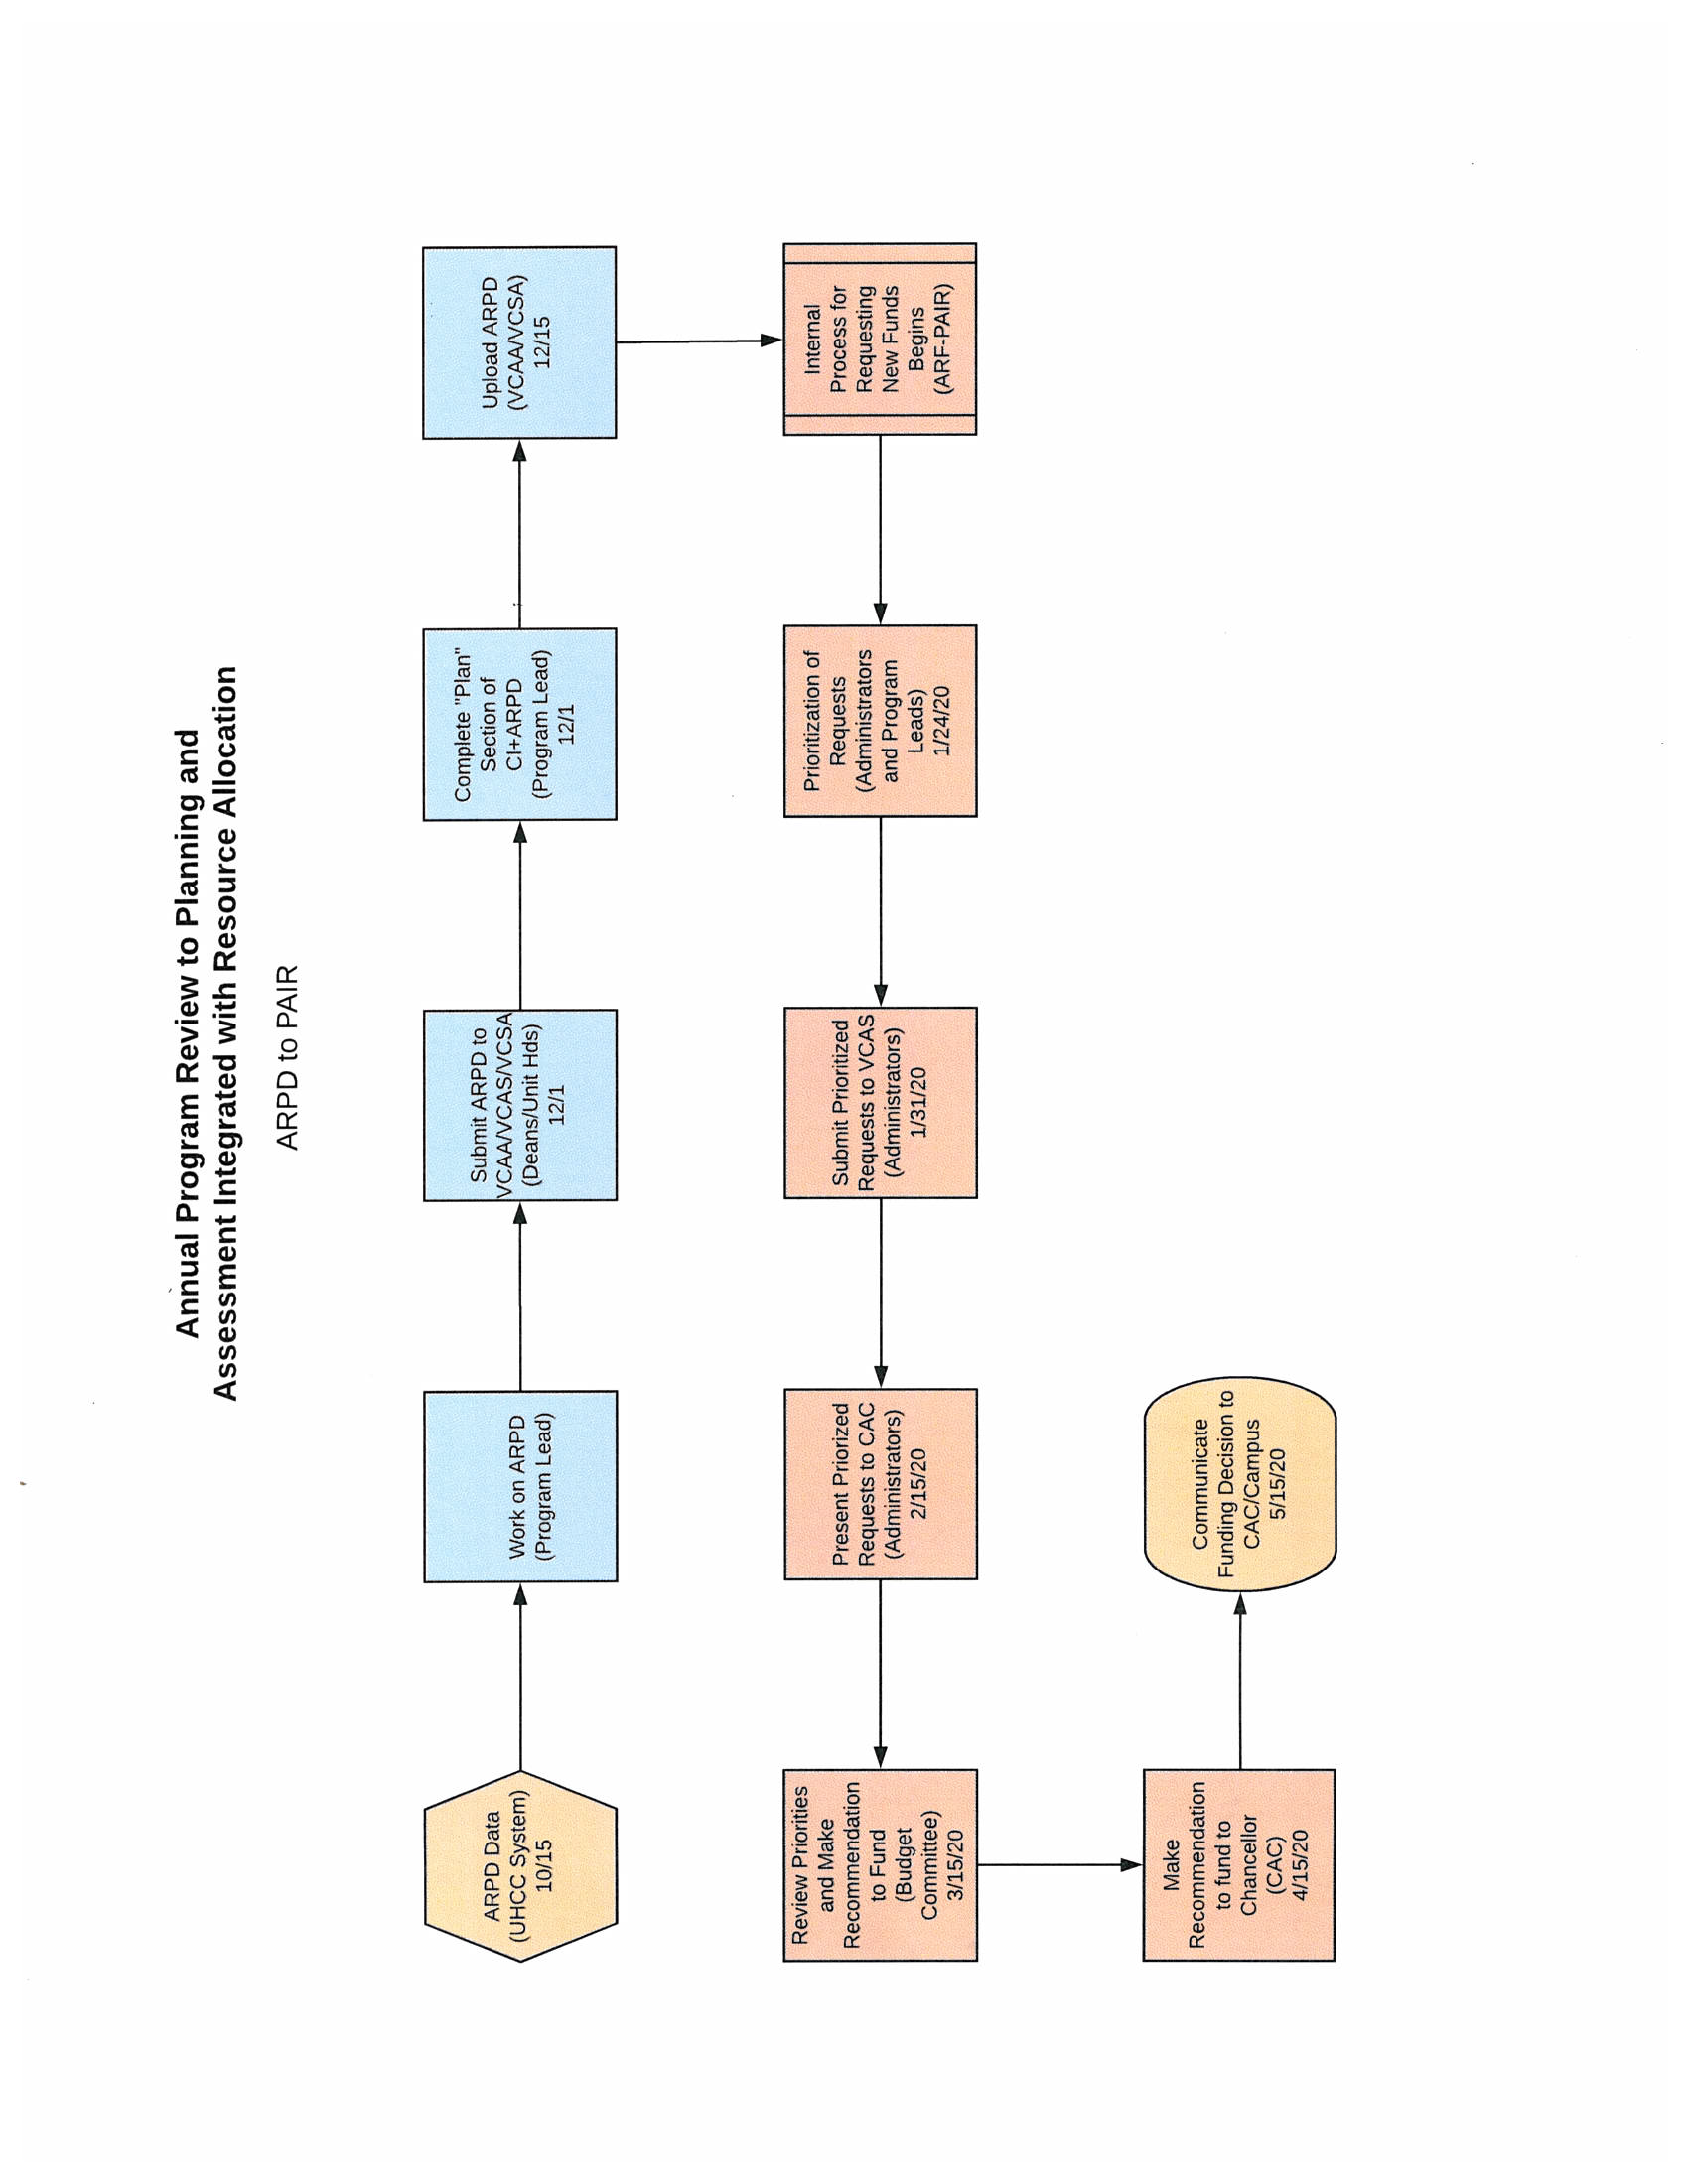 Annual Program Review to Planning and
Assessment Integrated with Resource Allocation
ARPD to PAIR
ARPD Data
(UHCC System)
10/15
Work on ARPD
(Program Lead)
Submit ARPD to
VCAA/VCAS/VCSA
(Deans/Unit Hds)
12/1
Complete "Plan"
Section of
CI+ARPD
(Program Lead)
12/1
Upload ARPD
(VCAA/VCSA)
12/15
Internal
Process for
Requesting
New Funds
Begins
(ARF-PAIR)
Prioritization of
Requests
(Administrators
and Program
Leads)
1/24/20
Submit Prioritized
Requests to VCAS
(Administrators)
1/31/20
Present Priorized
Requests to CAC
(Administrators)
2/15/20
Review Priorities
and Make
Recommendation
to Fund
(Budget
Committee)
3/15/20
Make
Recommendation
to fund to
Chancellor
(CAC)
4/15/20
Communicate
Funding Decision to
CAC/Campus
5/15/20